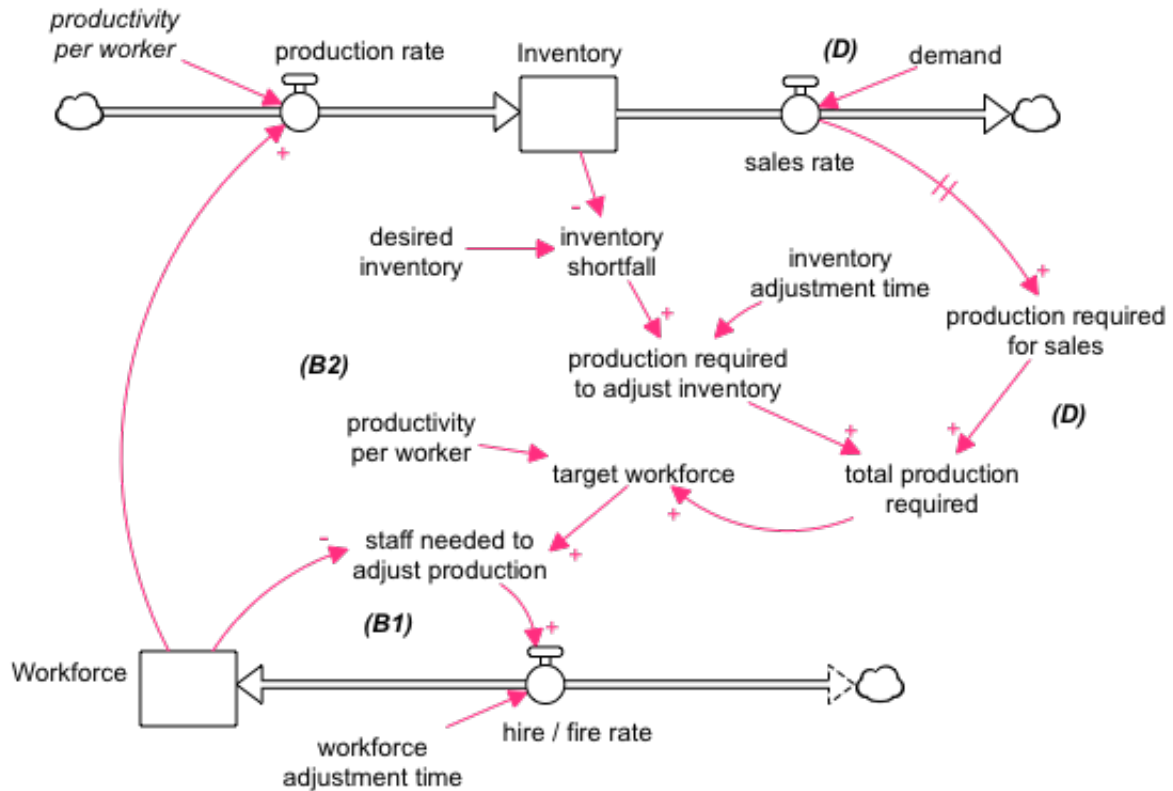 productivity
per worker
production rate
Inventory
(D)
demand
+
sales rate
-
desired
inventory
inventory
shortfall
inventory
adjustment time
+
+
production required
for sales
(B2)
production required
to adjust inventory
(D)
productivity
per worker
+
+
target workforce
total production
required
+
-
staff needed to
adjust production
+
(B1)
+
Workforce
hire / fire rate
workforce
adjustment time